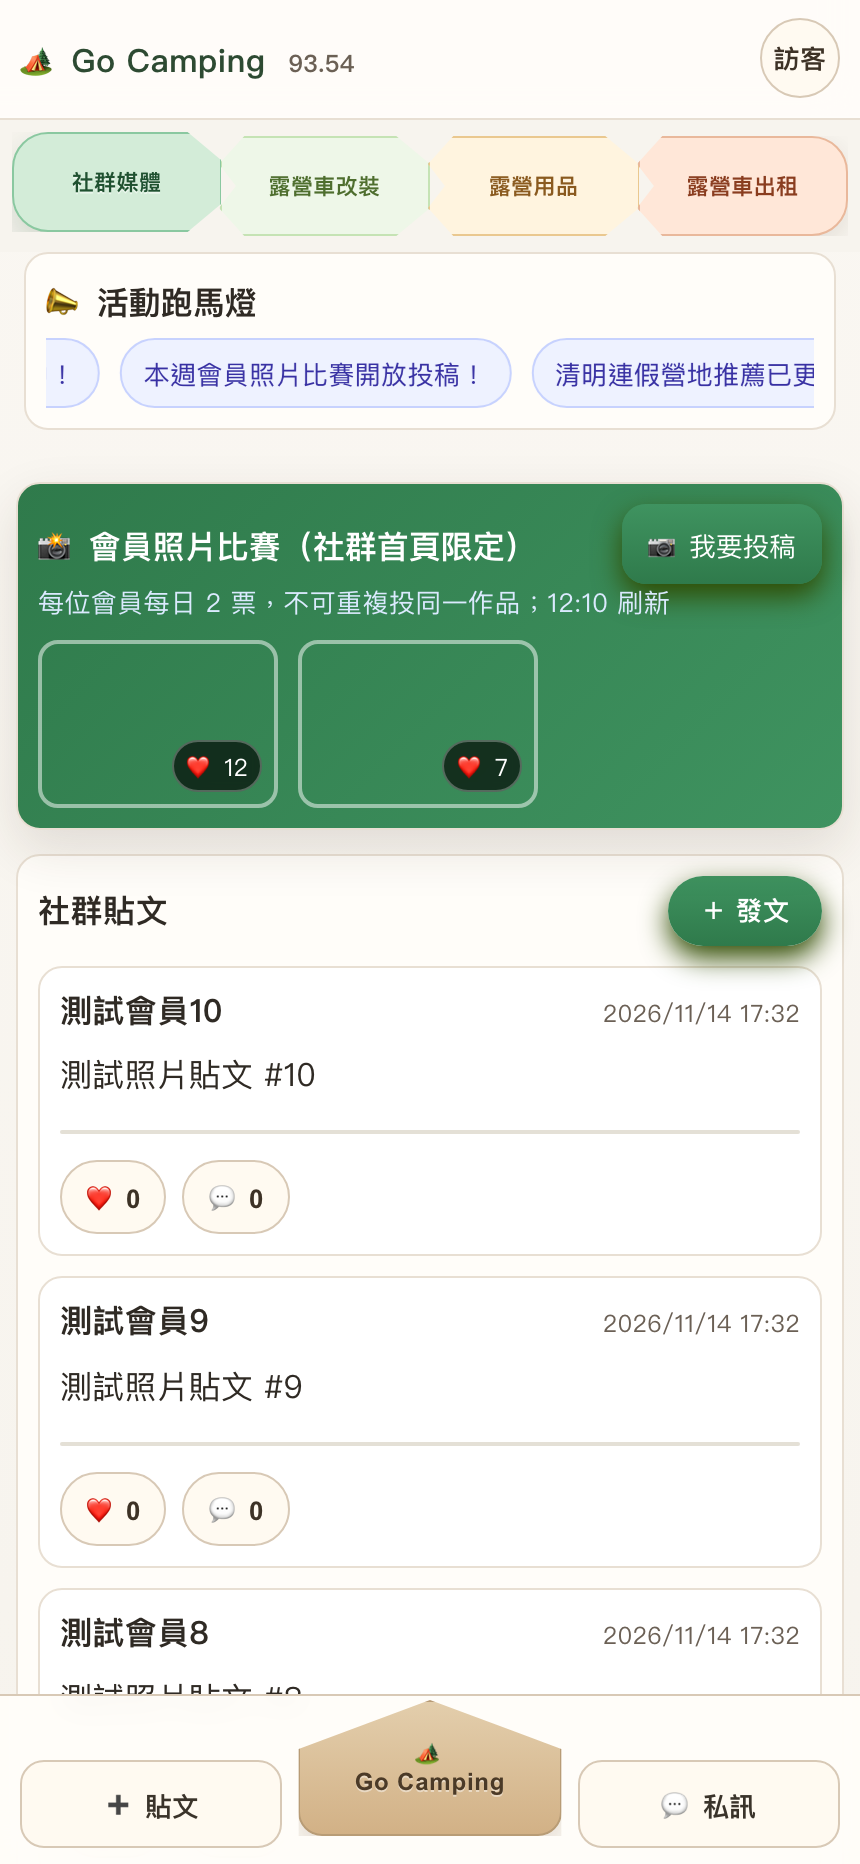 🏕️ Go Camping 93.54
訪客
社群媒體
露營車改裝
露營用品
露營車出租
📣 活動跑馬燈
！
本週會員照片比賽開放投稿！
清明連假營地推薦已更
📸 會員照片比賽（社群首頁限定）
📷 我要投稿
每位會員每日 2 票，不可重複投同一作品；12:10 刷新
❤️ 12
❤️ 7
社群貼文
＋ 發文
測試會員10
2026/11/14 17:32
測試照片貼文 #10
❤️ 0
💬 0
測試會員9
2026/11/14 17:32
測試照片貼文 #9
❤️ 0
💬 0
測試會員8
2026/11/14 17:32
測試照片貼文 #8
🏕️
Go Camping
➕ 貼文
💬 私訊